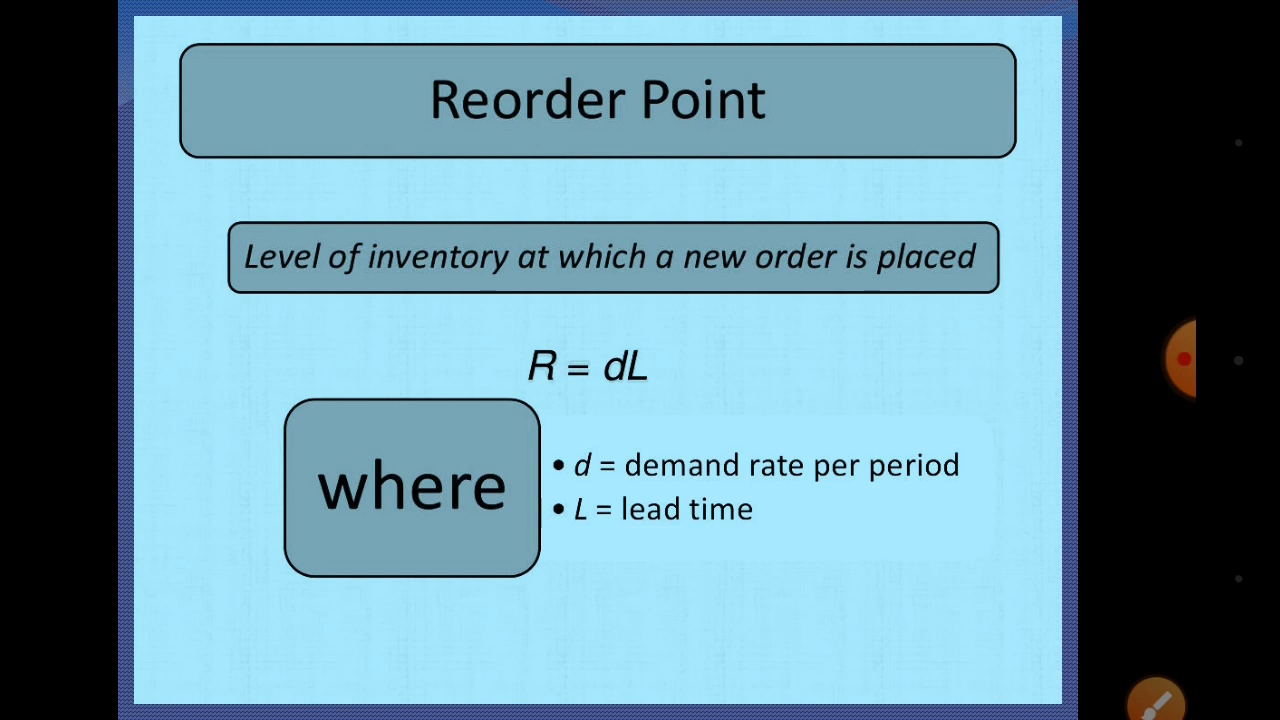 Reorder Point
Level of inventory at which a new order is placed
R = dL
where
• d = demand rate per period
• L = lead time